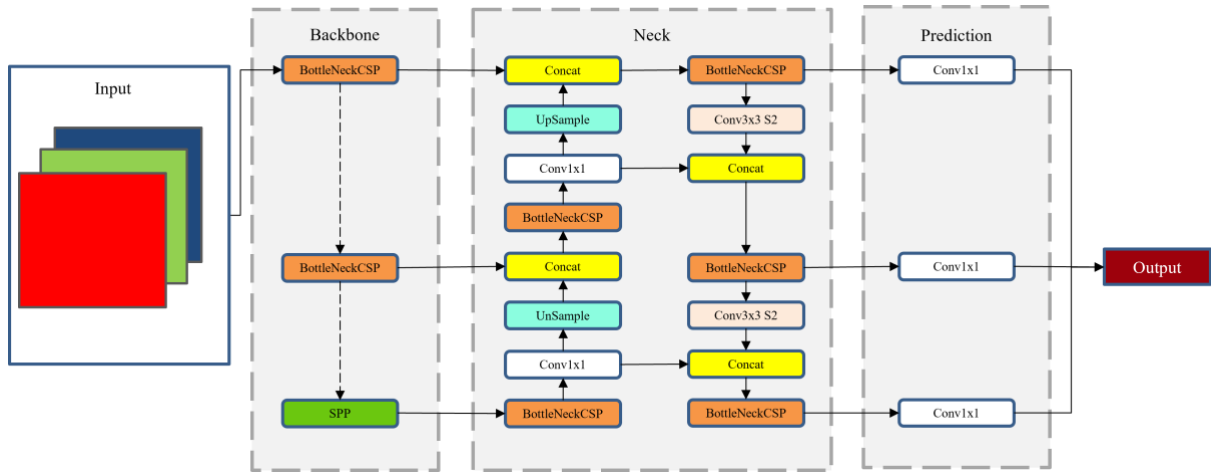 Backbone
Neck
Prediction
Input
BottleNeckCSP
Concat
BottleNeckCSP
Conv1x1
UpSample
Conv3x3 S2
Conv1x1
Concat
BottleNeckCSP
BottleNeckCSP
Concat
BottleNeckCSP
Conv1x1
Output
UnSample
Conv3x3 S2
Conv1x1
Concat
SPP
BottleNeckCSP
BottleNeckCSP
Conv1x1